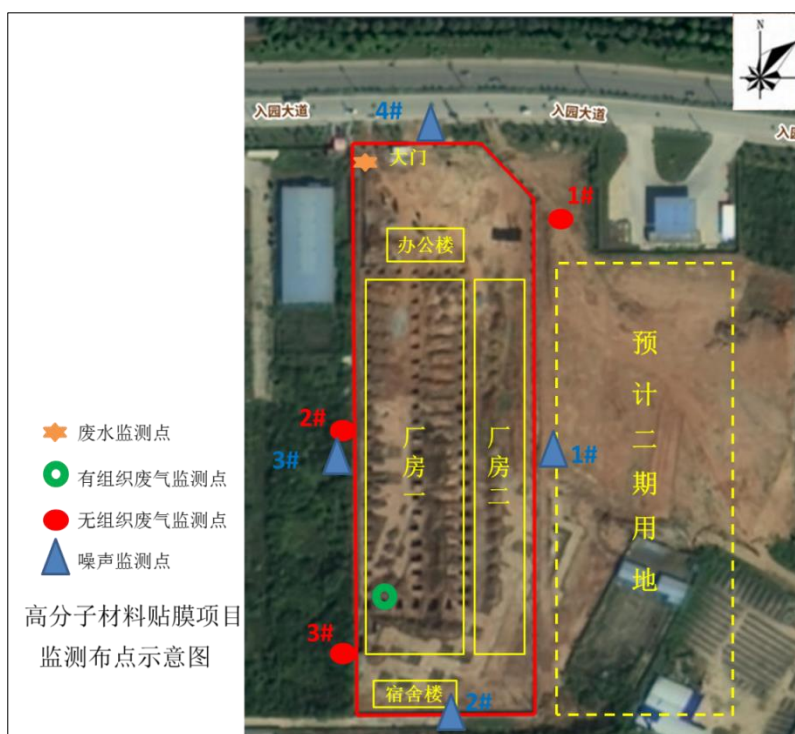 N
入园大道
入园大道
入园
4#
大门
1#
办公楼
预计二期用地
2#
3#
厂房一
厂房二
1#
废水监测点
有组织废气监测点
无组织废气监测点
噪声监测点
高分子材料贴膜项目
监测布点示意图
3#
宿舍楼
2#